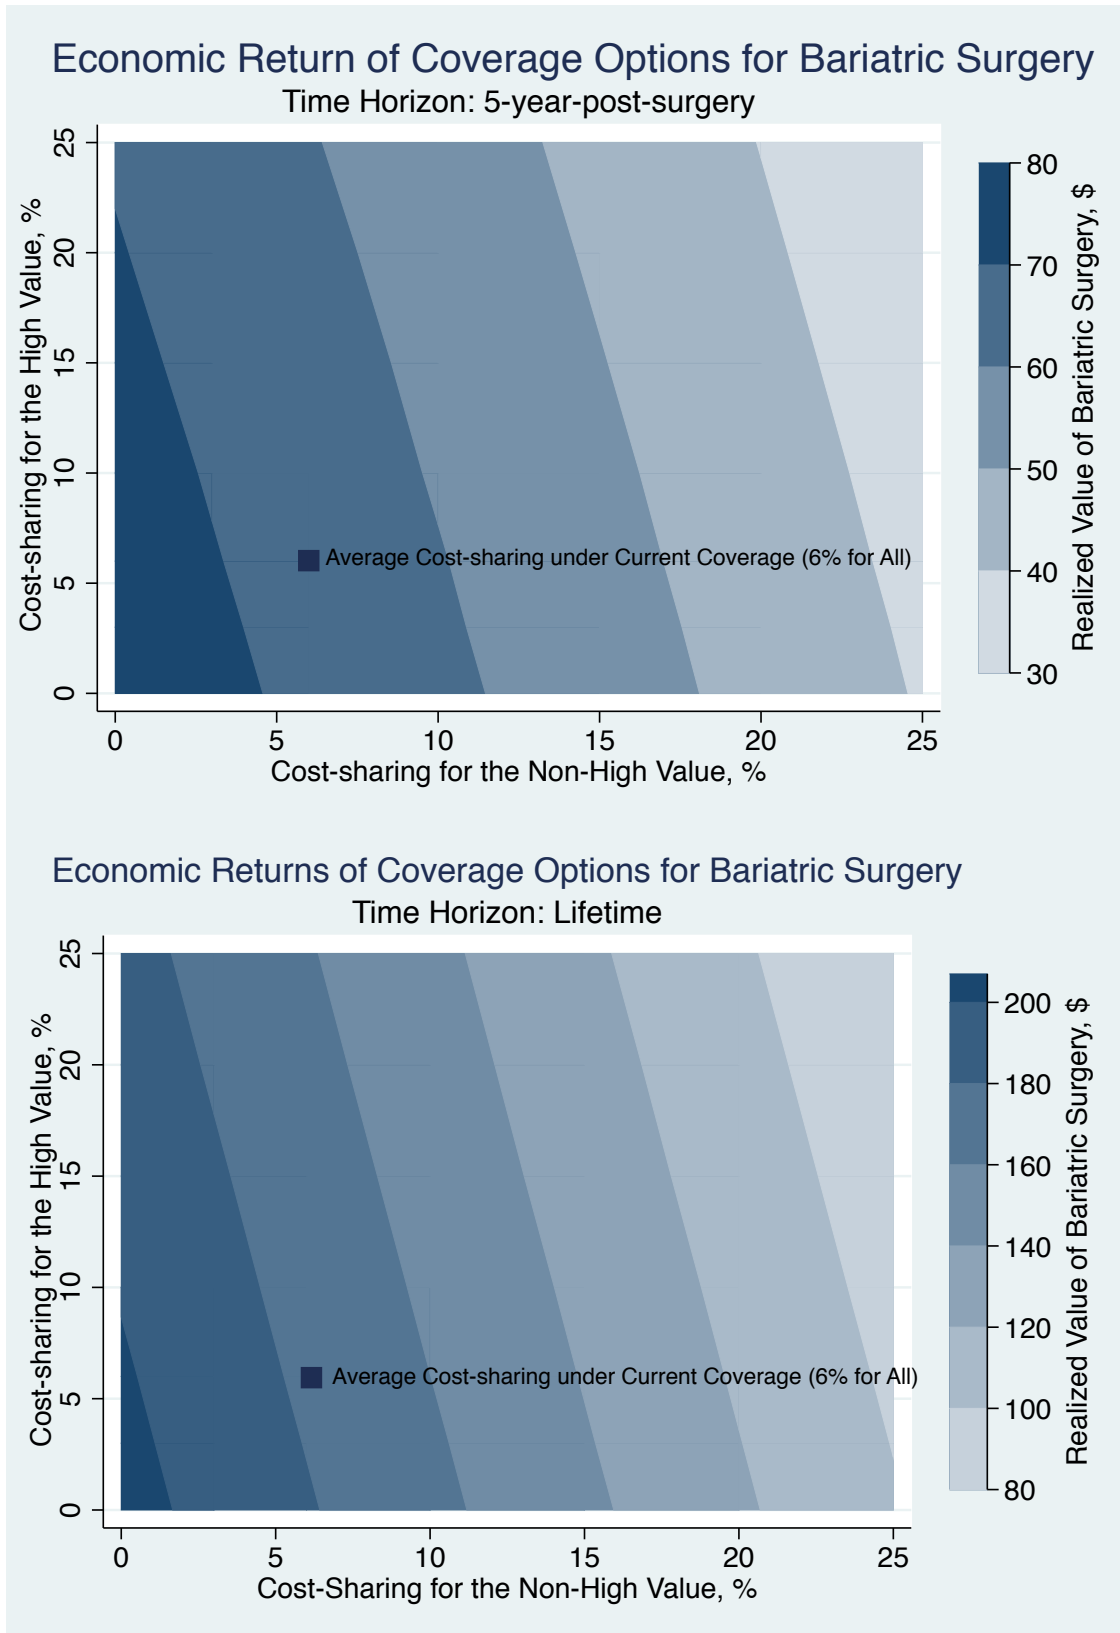 Economic Return of Coverage Options for Bariatric Surgery
Time Horizon: 5-year-post-surgery
Cost-sharing for the High Value, %
25
20
15
10
5
0
Average Cost-sharing under Current Coverage (6% for All)
0 5 10 15 20 25
Cost-sharing for the Non-High Value, %
80
70
60
50
40
30
Realized Value of Bariatric Surgery, $
Economic Returns of Coverage Options for Bariatric Surgery
Time Horizon: Lifetime
Cost-sharing for the High Value, %
25
20
15
10
5
0
Average Cost-sharing under Current Coverage (6% for All)
0 5 10 15 20 25
Cost-Sharing for the Non-High Value, %
200
180
160
140
120
100
80
Realized Value of Bariatric Surgery, $